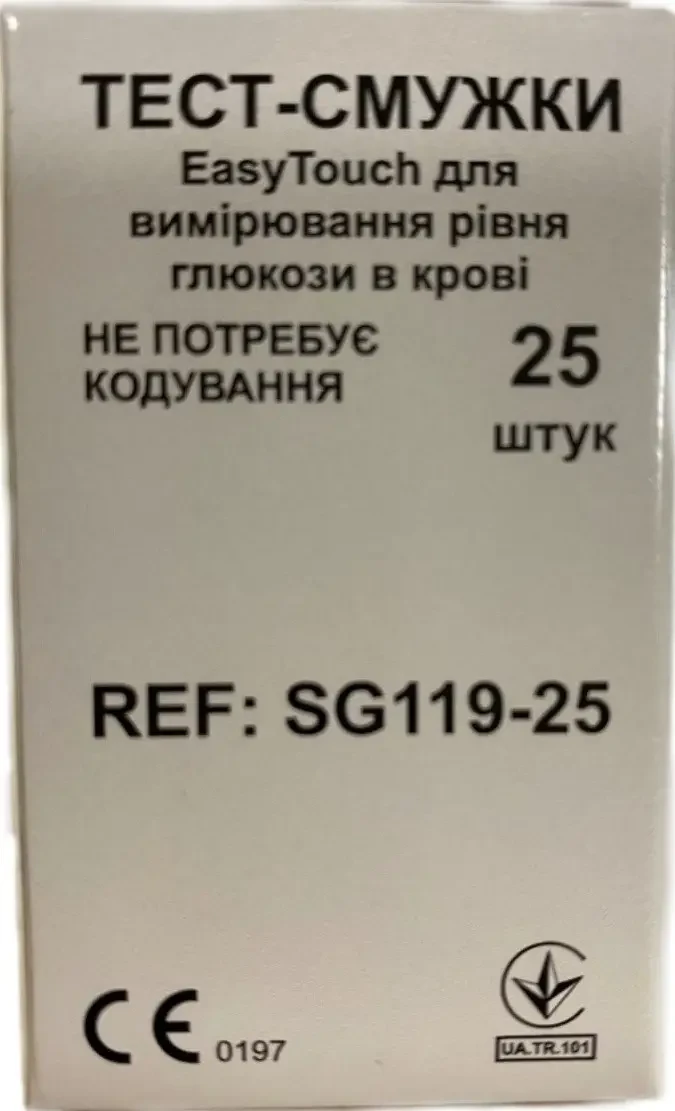 ТЕСТ-СМУЖКИ
EasyTouch для
вимірювання рівня
глюкози в крові
НЕ ПОТРЕБУЄ
КОДУВАННЯ
25
штук
REF: SG119-25
CE 0197
UA.TR.101